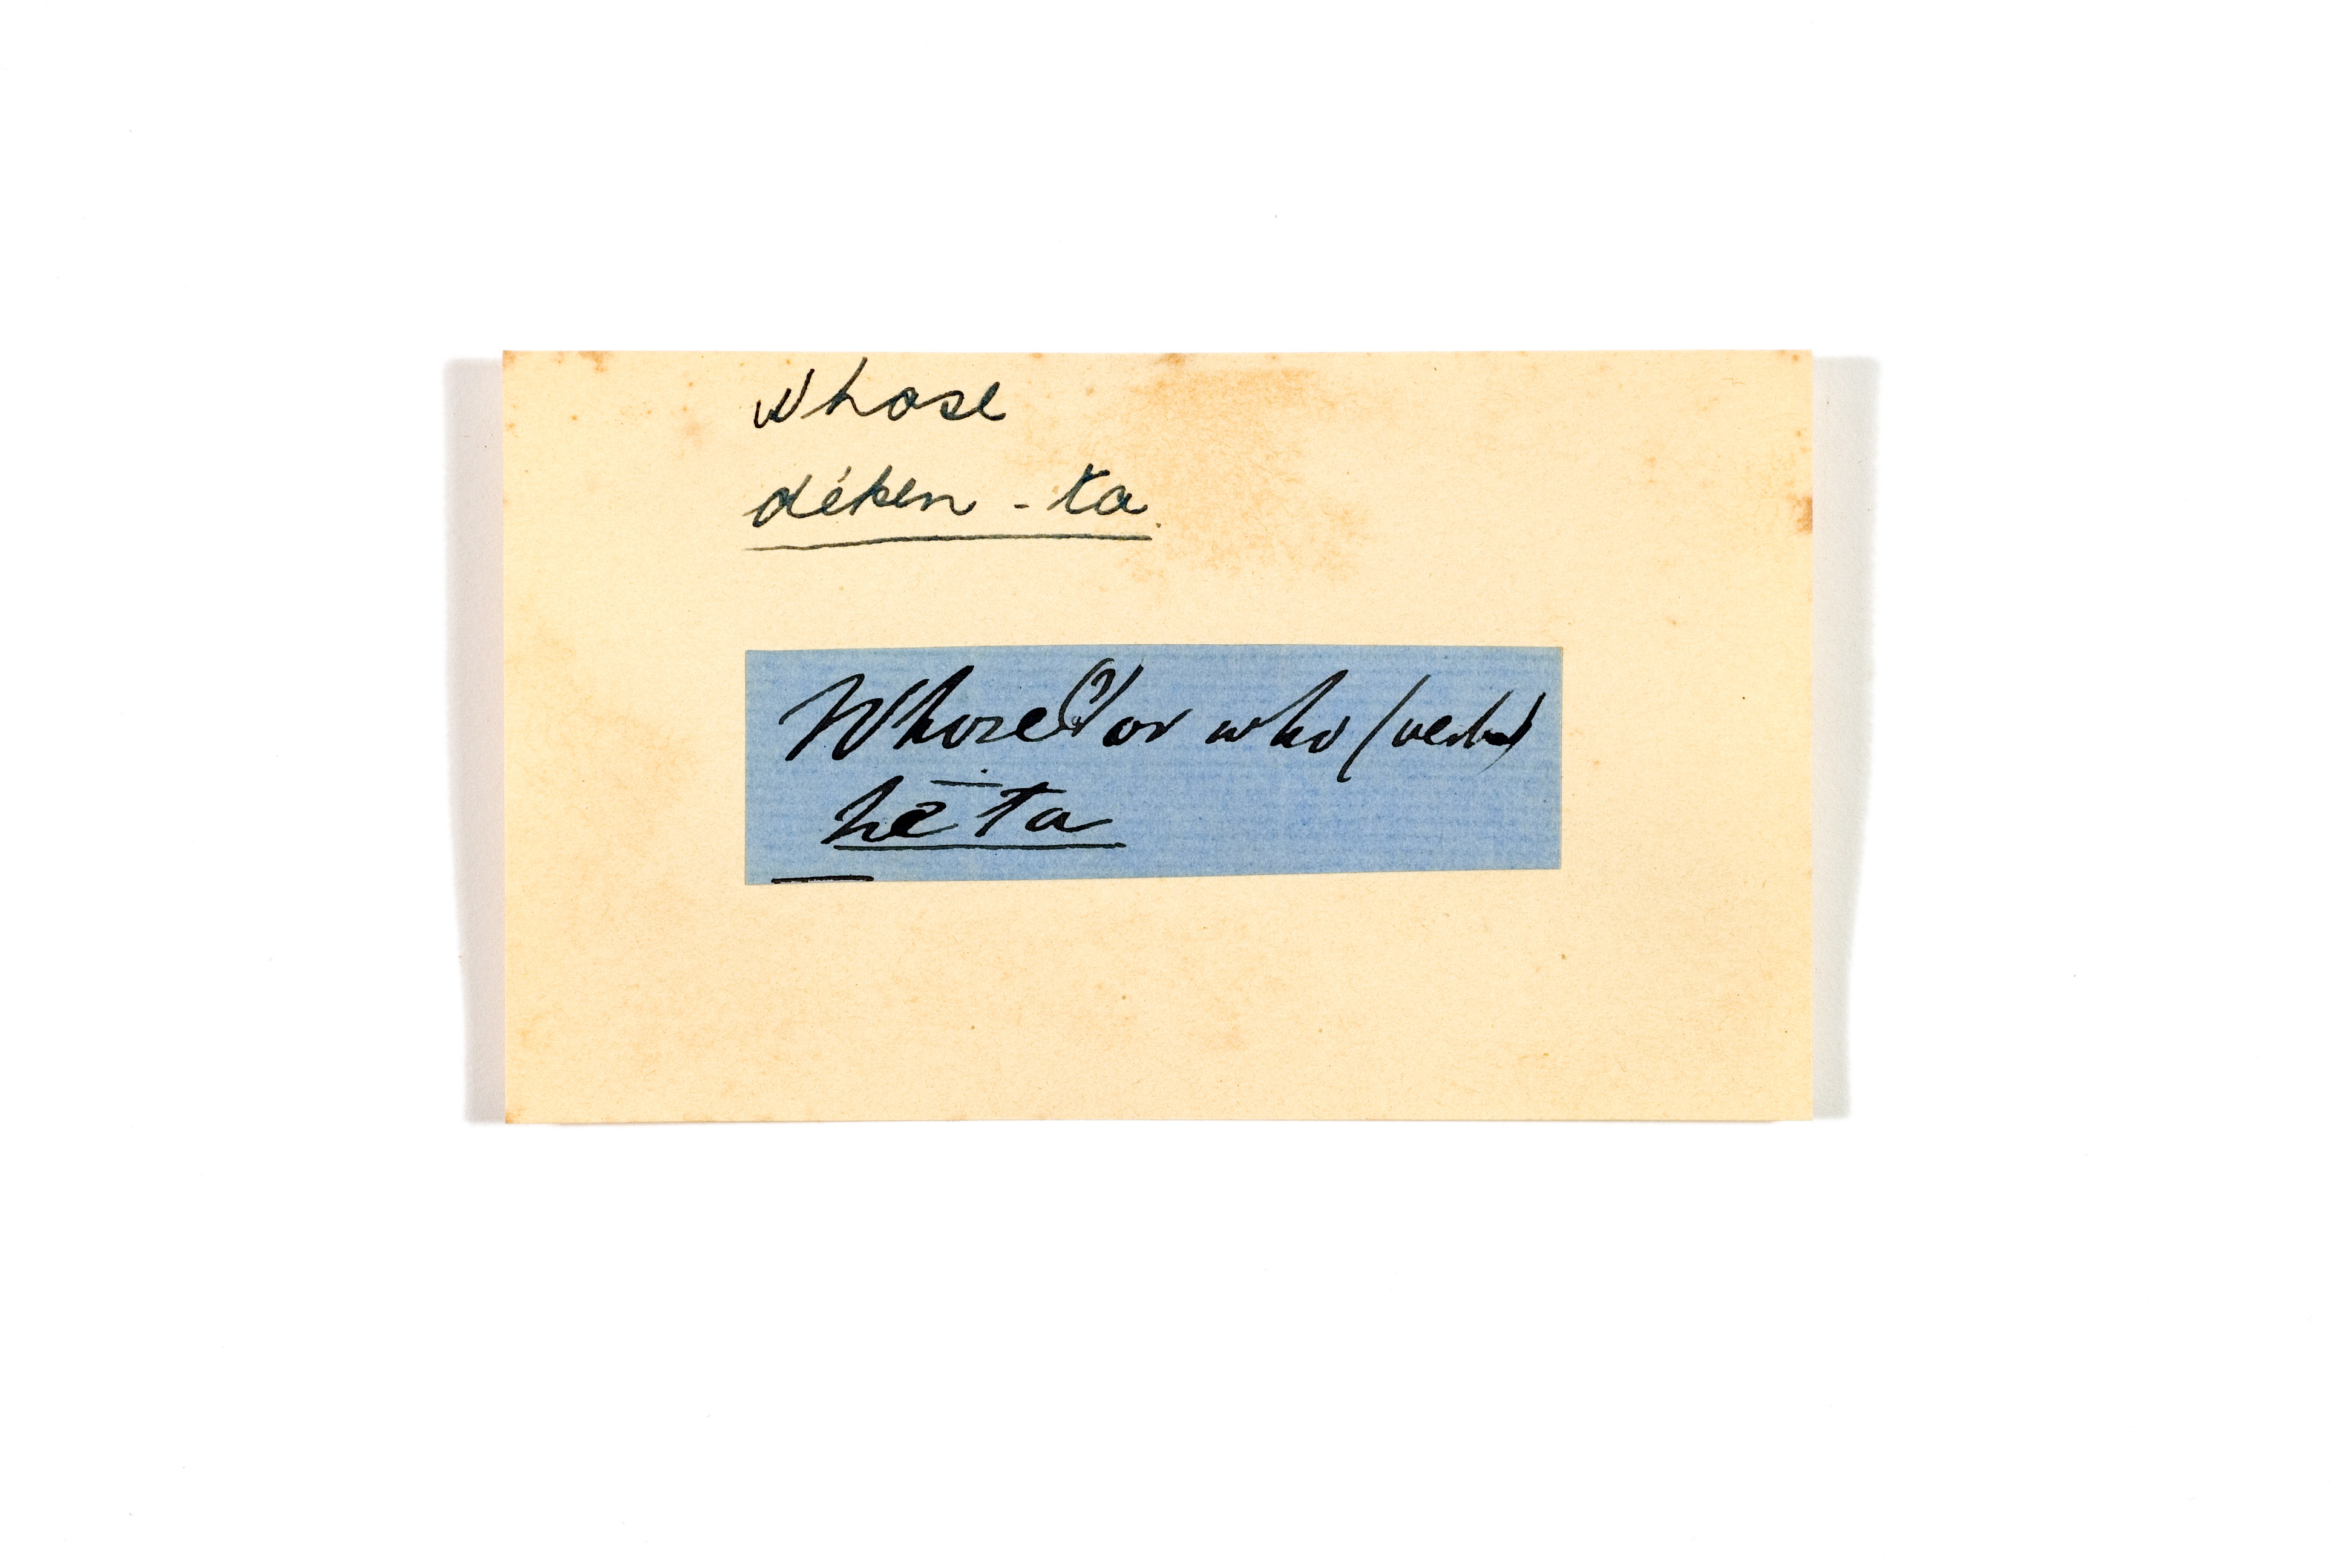 Whose
déken - ta.
Whose (?) or who (verb)
hē ta